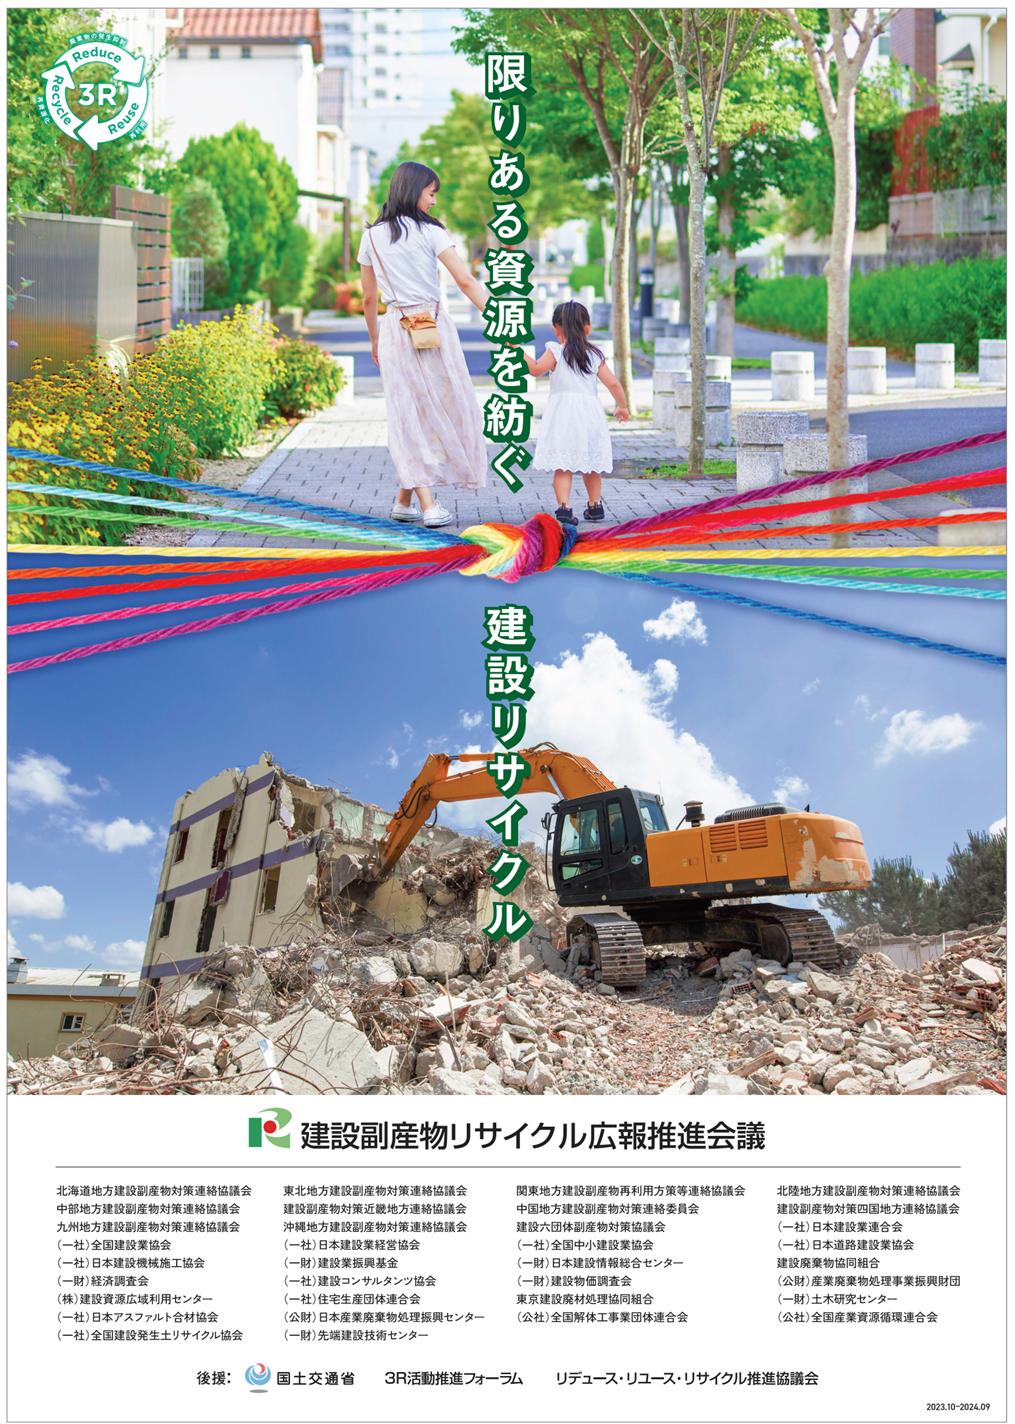 廃棄物の発生抑制
Reduce
Reuse
再利用
Recycle
再資源化
3R
限りある資源を紡ぐ
建設リサイクル
建設副産物リサイクル広報推進会議
北海道地方建設副産物対策連絡協議会 東北地方建設副産物対策連絡協議会 関東地方建設副産物再利用方策等連絡協議会 北陸地方建設副産物対策連絡協議会
中部地方建設副産物対策連絡協議会 建設副産物対策近畿地方連絡協議会 中国地方建設副産物対策連絡委員会 建設副産物対策四国地方連絡協議会
九州地方建設副産物対策連絡協議会 沖縄地方建設副産物対策連絡協議会 建設六団体副産物対策協議会 （一社）日本建設業連合会
（一社）全国建設業協会 （一社）日本建設業経営協会 （一社）全国中小建設業協会 （一社）日本道路建設業協会
（一社）日本建設機械施工協会 （一財）建設業振興基金 （一財）日本建設情報総合センター 建設廃棄物協同組合
（一財）経済調査会 （一社）建設コンサルタンツ協会 （一財）建設物価調査会 （公財）産業廃棄物処理事業振興財団
（株）建設資源広域利用センター （一社）住宅生産団体連合会 東京建設廃材処理協同組合 （一財）土木研究センター
（一社）日本アスファルト合材協会 （公財）日本産業廃棄物処理振興センター （公社）全国解体工事業団体連合会 （公社）全国産業資源循環連合会
（一社）全国建設発生土リサイクル協会 （一財）先端建設技術センター
後援： 国土交通省 3R活動推進フォーラム リデュース・リユース・リサイクル推進協議会
2023.10-2024.09